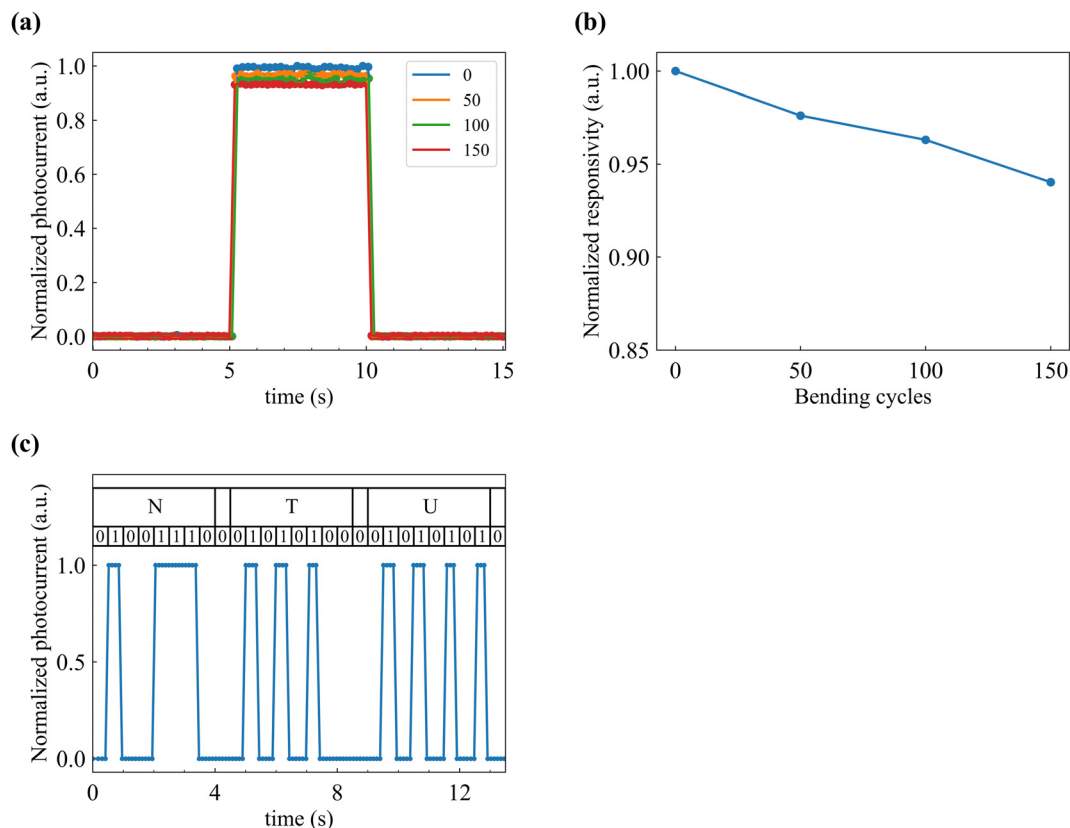 (a)
Normalized photocurrent (a.u.)
1.0
0.8
0.6
0.4
0.2
0.0
0 5 10 15
time (s)
0
50
100
150
(b)
Normalized responsivity (a.u.)
1.00
0.95
0.90
0.85
0 50 100 150
Bending cycles
(c)
Normalized photocurrent (a.u.)
N T U
0 1 0 0 1 1 1 0 0 0 1 0 1 0 1 0 0 0 0 1 0 1 0 1 0 1 0
1.0
0.5
0.0
0 4 8 12
time (s)